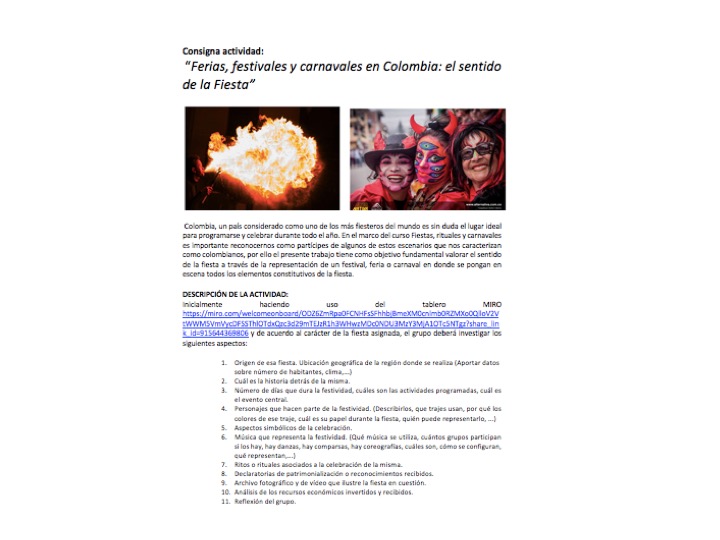 Consigna actividad:
"Ferias, festivales y carnavales en Colombia: el sentido
de la Fiesta"
www.alternativa.com.co
Colombia, un país considerado como uno de los más fiesteros del mundo es sin duda el lugar ideal
para programarse y celebrar durante todo el año. En el marco del curso Fiestas, rituales y carnavales
es importante reconocernos como partícipes de algunos de estos escenarios que nos caracterizan
como colombianos, por ello el presente trabajo tiene como objetivo fundamental valorar el sentido
de la fiesta a través de la representación de un festival, feria o carnaval en donde se pongan en
escena todos los elementos constitutivos de la fiesta.
DESCRIPCIÓN DE LA ACTIVIDAD:
Inicialmente haciendo uso del tablero MIRO
y de acuerdo al carácter de la fiesta asignada, el grupo deberá investigar los
siguientes aspectos:
1. Origen de esa fiesta. Ubicación geográfica de la región donde se realiza (Aportar datos
sobre número de habitantes, clima,...)
2. Cuál es la historia detrás de la misma.
3. Número de días que dura la festividad, cuáles son las actividades programadas, cuál es
el evento central.
4. Personajes que hacen parte de la festividad. (Describirlos, que trajes usan, por qué los
colores de ese traje, cuál es su papel durante la fiesta, quién puede representarlo, ...)
5. Aspectos simbólicos de la celebración.
6. Música que representa la festividad. (Qué música se utiliza, cuántos grupos participan
si los hay, hay danzas, hay comparsas, hay coreografías, cuáles son, cómo se configuran,
qué representan,...)
7. Ritos o rituales asociados a la celebración de la misma.
8. Declaratorias de patrimonialización o reconocimientos recibidos.
9. Archivo fotográfico y de vídeo que ilustre la fiesta en cuestión.
10. Análisis de los recursos económicos invertidos y recibidos.
11. Reflexión del grupo.